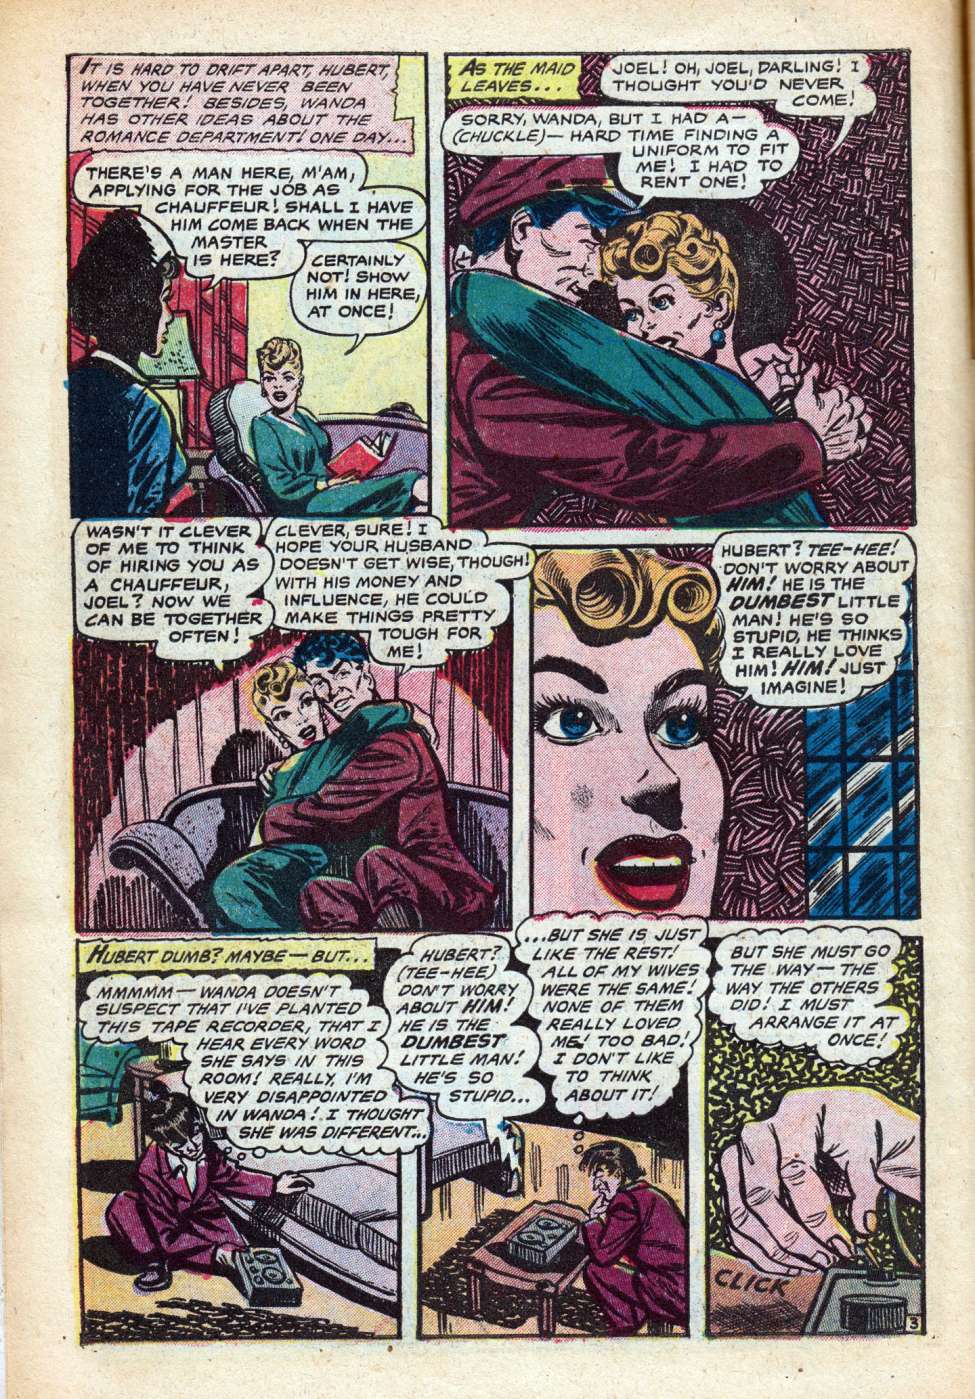 IT IS HARD TO DRIFT APART, HUBERT,
WHEN YOU HAVE NEVER BEEN
TOGETHER! BESIDES, WANDA
HAS OTHER IDEAS ABOUT THE
ROMANCE DEPARTMENT! ONE DAY...
THERE'S A MAN HERE, M'AM,
APPLYING FOR THE JOB AS
CHAUFFEUR! SHALL I HAVE
HIM COME BACK WHEN THE
MASTER
IS HERE?
CERTAINLY
NOT! SHOW
HIM IN HERE,
AT ONCE!
AS THE MAID
LEAVES...
JOEL! OH, JOEL, DARLING! I
THOUGHT YOU'D NEVER
COME!
SORRY, WANDA, BUT I HAD A—
(CHUCKLE)— HARD TIME FINDING A
UNIFORM TO FIT
ME! I HAD TO
RENT ONE!
WASN'T IT CLEVER
OF ME TO THINK
OF HIRING YOU AS
A CHAUFFEUR,
JOEL? NOW WE
CAN BE TOGETHER
OFTEN!
CLEVER, SURE! I
HOPE YOUR HUSBAND
DOESN'T GET WISE, THOUGH!
WITH HIS MONEY AND
INFLUENCE, HE COULD
MAKE THINGS PRETTY
TOUGH FOR
ME!
HUBERT? TEE-HEE!
DON'T WORRY ABOUT
HIM! HE IS THE
DUMBEST LITTLE
MAN! HE'S SO
STUPID, HE THINKS
I REALLY LOVE
HIM! HIM! JUST
IMAGINE!
HUBERT DUMB? MAYBE— BUT...
MMMMM— WANDA DOESN'T
SUSPECT THAT I'VE PLANTED
THIS TAPE RECORDER, THAT I
HEAR EVERY WORD
SHE SAYS IN THIS
ROOM! REALLY, I'M
VERY DISAPPOINTED
IN WANDA! I THOUGHT
SHE WAS DIFFERENT...
HUBERT?
(TEE-HEE)
DON'T WORRY
ABOUT HIM!
HE IS THE
DUMBEST
LITTLE MAN!
HE'S SO
STUPID...
...BUT SHE IS JUST
LIKE THE REST!
ALL OF MY WIVES
WERE THE SAME!
NONE OF THEM
REALLY LOVED
ME! TOO BAD!
I DON'T LIKE
TO THINK
ABOUT IT!
BUT SHE MUST GO
THE WAY— THE
WAY THE OTHERS
DID! I MUST
ARRANGE IT AT
ONCE!
CLICK
3